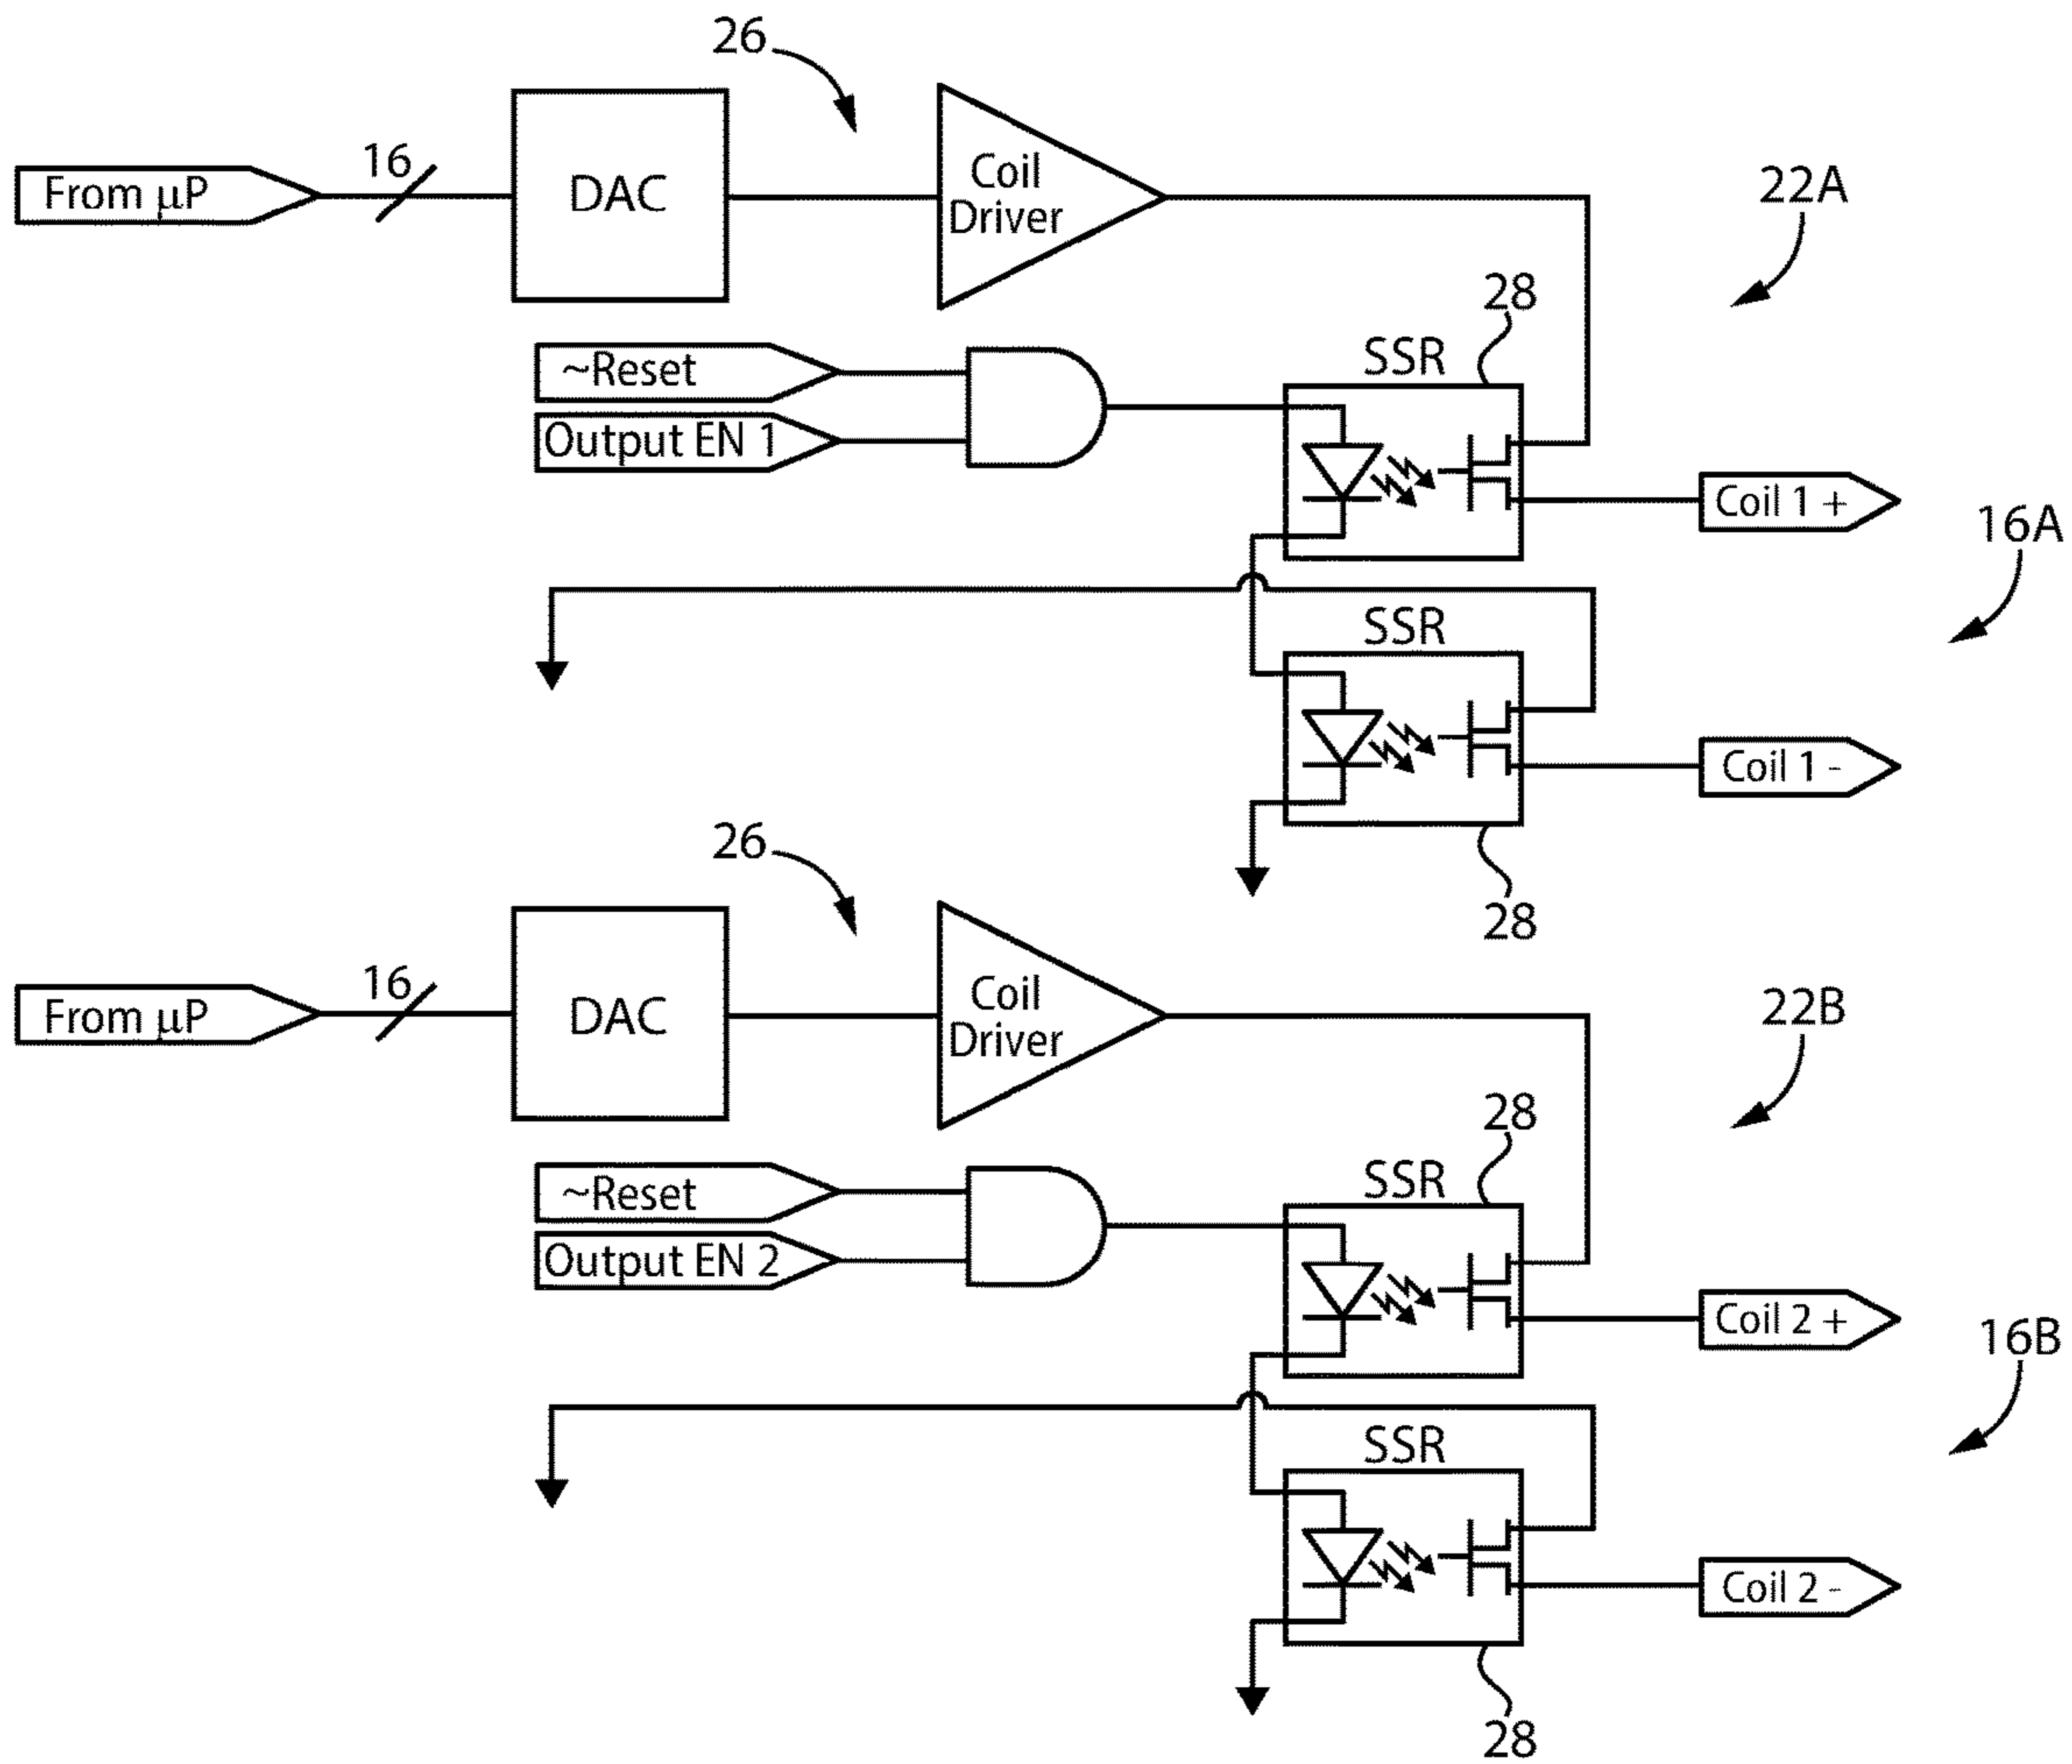 26
From µP
16
DAC
Coil
Driver
22A
~Reset
Output EN 1
28
SSR
Coil 1 +
16A
SSR
Coil 1 -
28
26
From µP
16
DAC
Coil
Driver
22B
~Reset
Output EN 2
28
SSR
Coil 2 +
16B
SSR
Coil 2 -
28